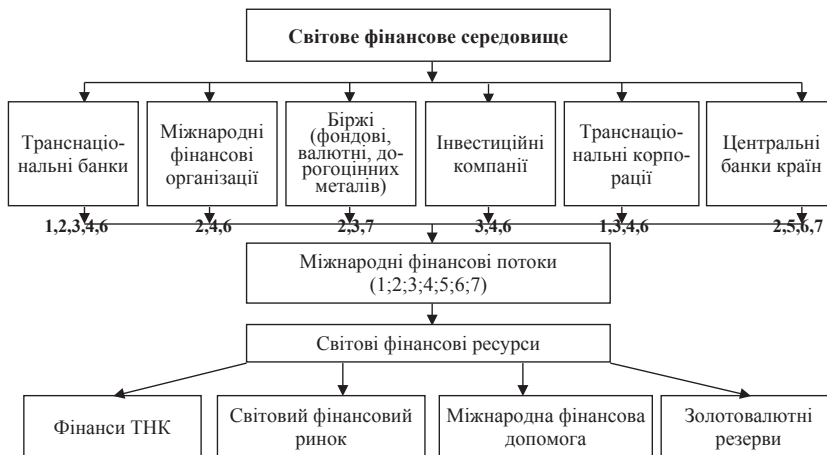 Світове фінансове середовище
Транснаціо-
нальні банки
Міжнародні
фінансові
організації
Біржі
(фондові,
валютні, до-
рогоцінних
металів)
Інвестиційні
компанії
Транснаціо-
нальні корпо-
рації
Центральні
банки країн
1,2,3,4,6
2,4,6
2;3,7
3,4,6
1,3,4,6
2,5,6,7
Міжнародні фінансові потоки
(1;2;3;4;5;6;7)
Світові фінансові ресурси
Фінанси ТНК
Світовий фінансовий
ринок
Міжнародна фінансова
допомога
Золотовалютні
резерви